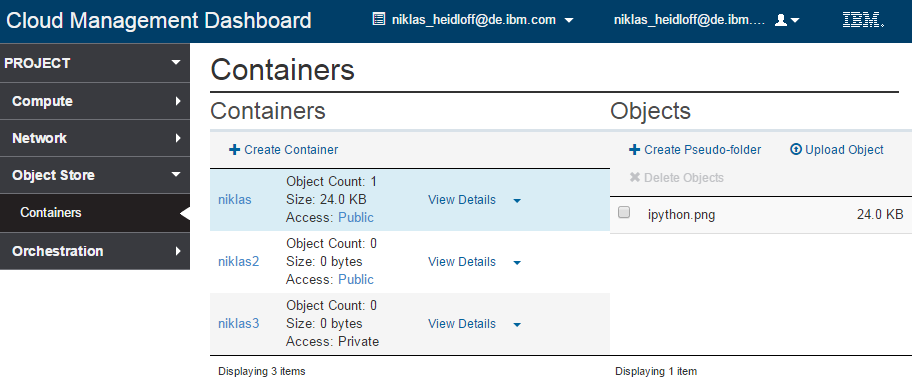 Cloud Management Dashboard
niklas_heidloff@de.ibm.com
niklas_heidloff@de.ibm....
IBM
PROJECT
Compute
Network
Object Store
Containers
Orchestration
Containers
Containers
Create Container
niklas
Object Count: 1
Size: 24.0 KB
Access: Public
View Details
niklas2
Object Count: 0
Size: 0 bytes
Access: Public
View Details
niklas3
Object Count: 0
Size: 0 bytes
Access: Private
View Details
Displaying 3 items
Objects
Create Pseudo-folder
Upload Object
Delete Objects
ipython.png
24.0 KB
Displaying 1 item